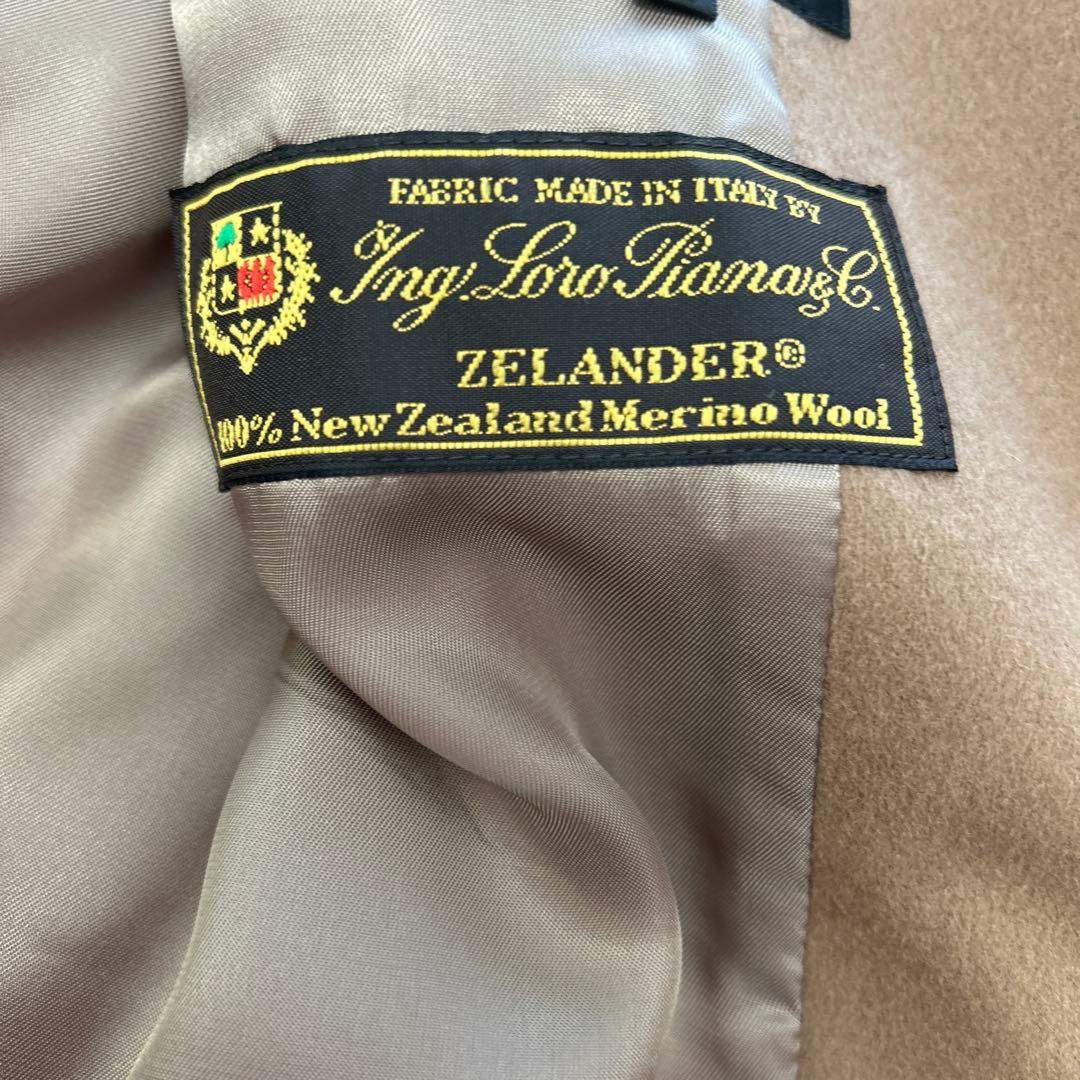 FABRIC MADE IN ITALY BY
Ing. Loro Piana & C.
ZELANDER®
100% New Zealand Merino Wool